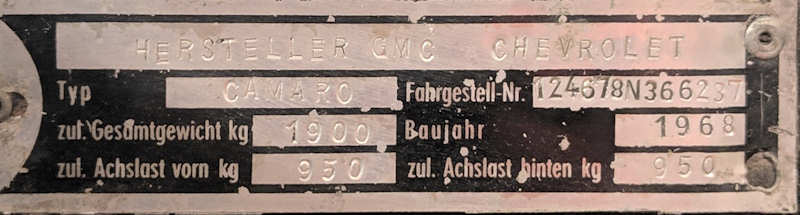 HERSTELLER GMC CHEVROLET
Typ CAMARO Fahrgestell-Nr. 124678N366237
zul. Gesamtgewicht kg 1900 Baujahr 1968
zul. Achslast vorn kg 950 zul. Achslast hinten kg 950